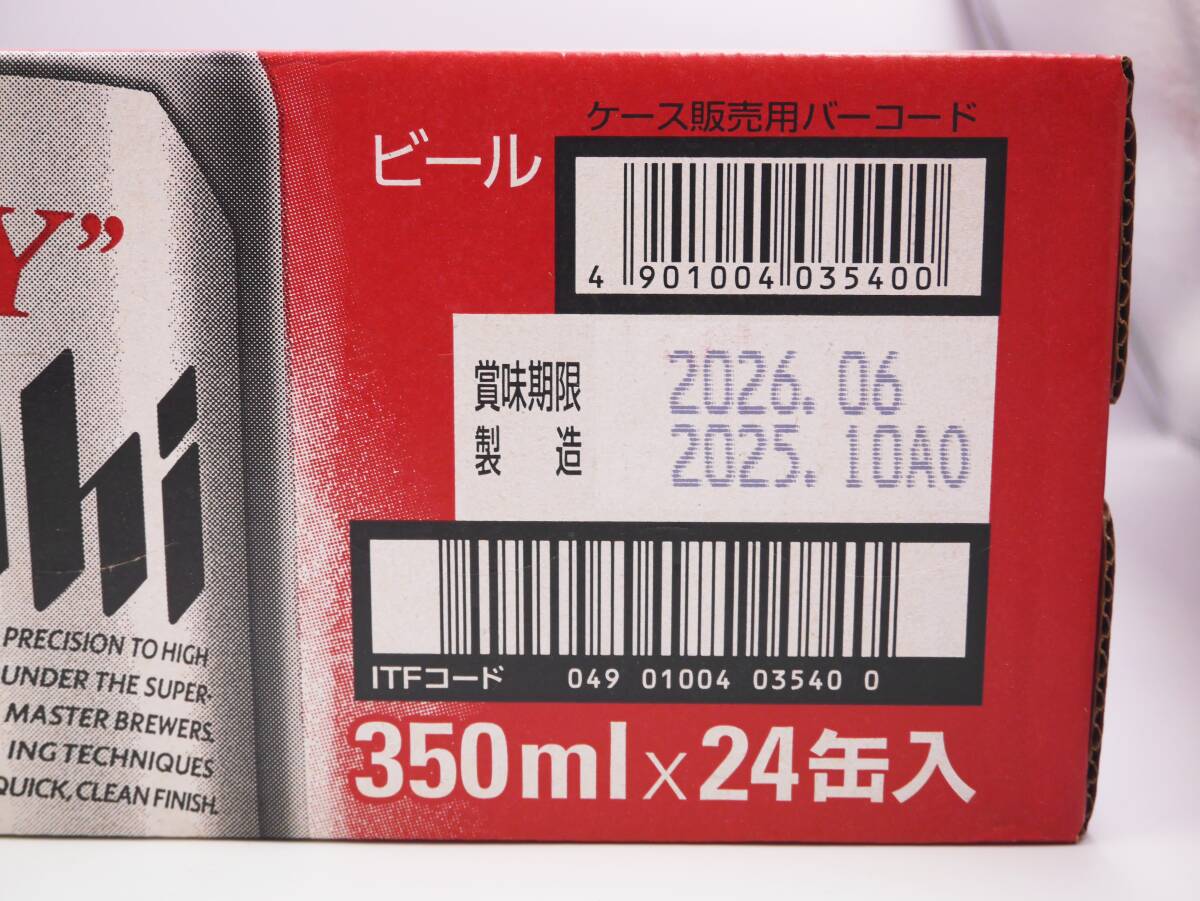 ケース販売用バーコード
ビール
4 901004 035400
Y”
賞味期限 2026.06
製造 2025.10A0
hi
PRECISION TO HIGH
UNDER THE SUPER-
MASTER BREWERS.
ING TECHNIQUES
QUICK, CLEAN FINISH.
ITFコード 049 01004 03540 0
350ml×24缶入